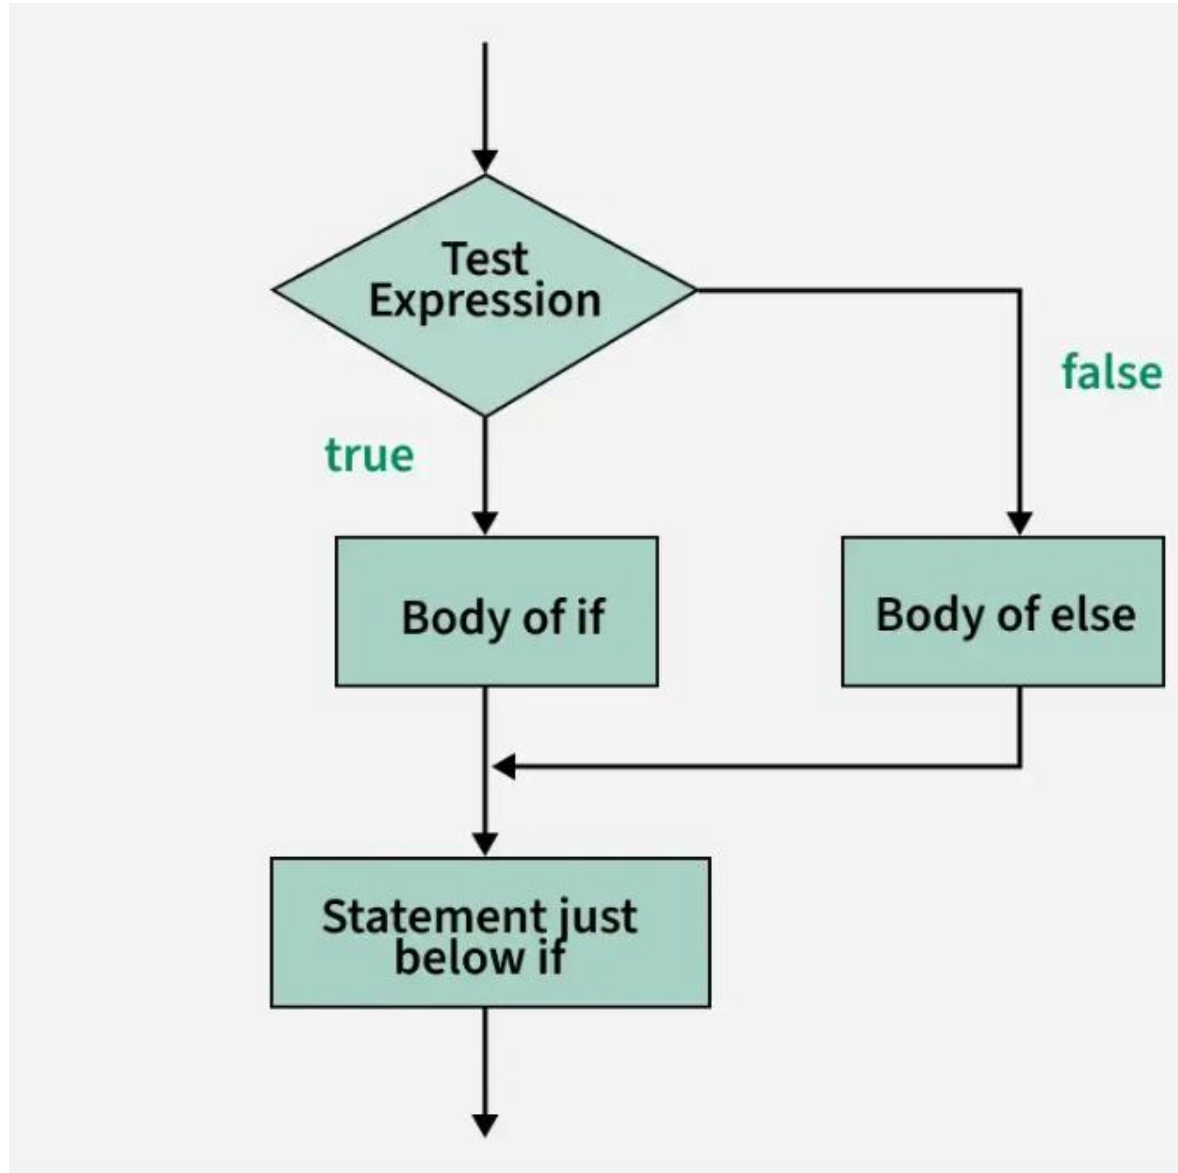 Test
Expression
false
true
Body of if
Body of else
Statement just
below if